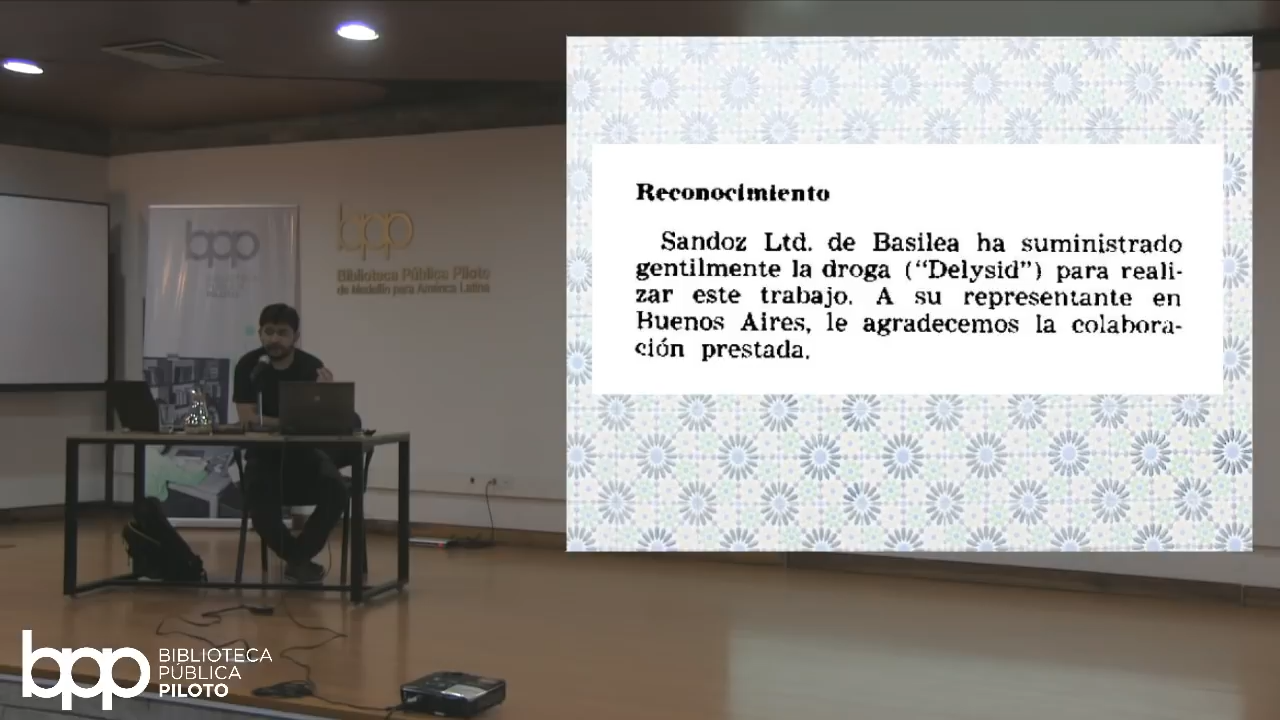 Reconocimiento
Sandoz Ltd. de Basilea ha suministrado
gentilmente la droga ("Delysid") para reali-
zar este trabajo. A su representante en
Buenos Aires, le agradecemos la colabora-
ción prestada.
bpp
bpp
Biblioteca Pública Piloto
de Medellín para América Latina
bpp
BIBLIOTECA
PÚBLICA
PILOTO